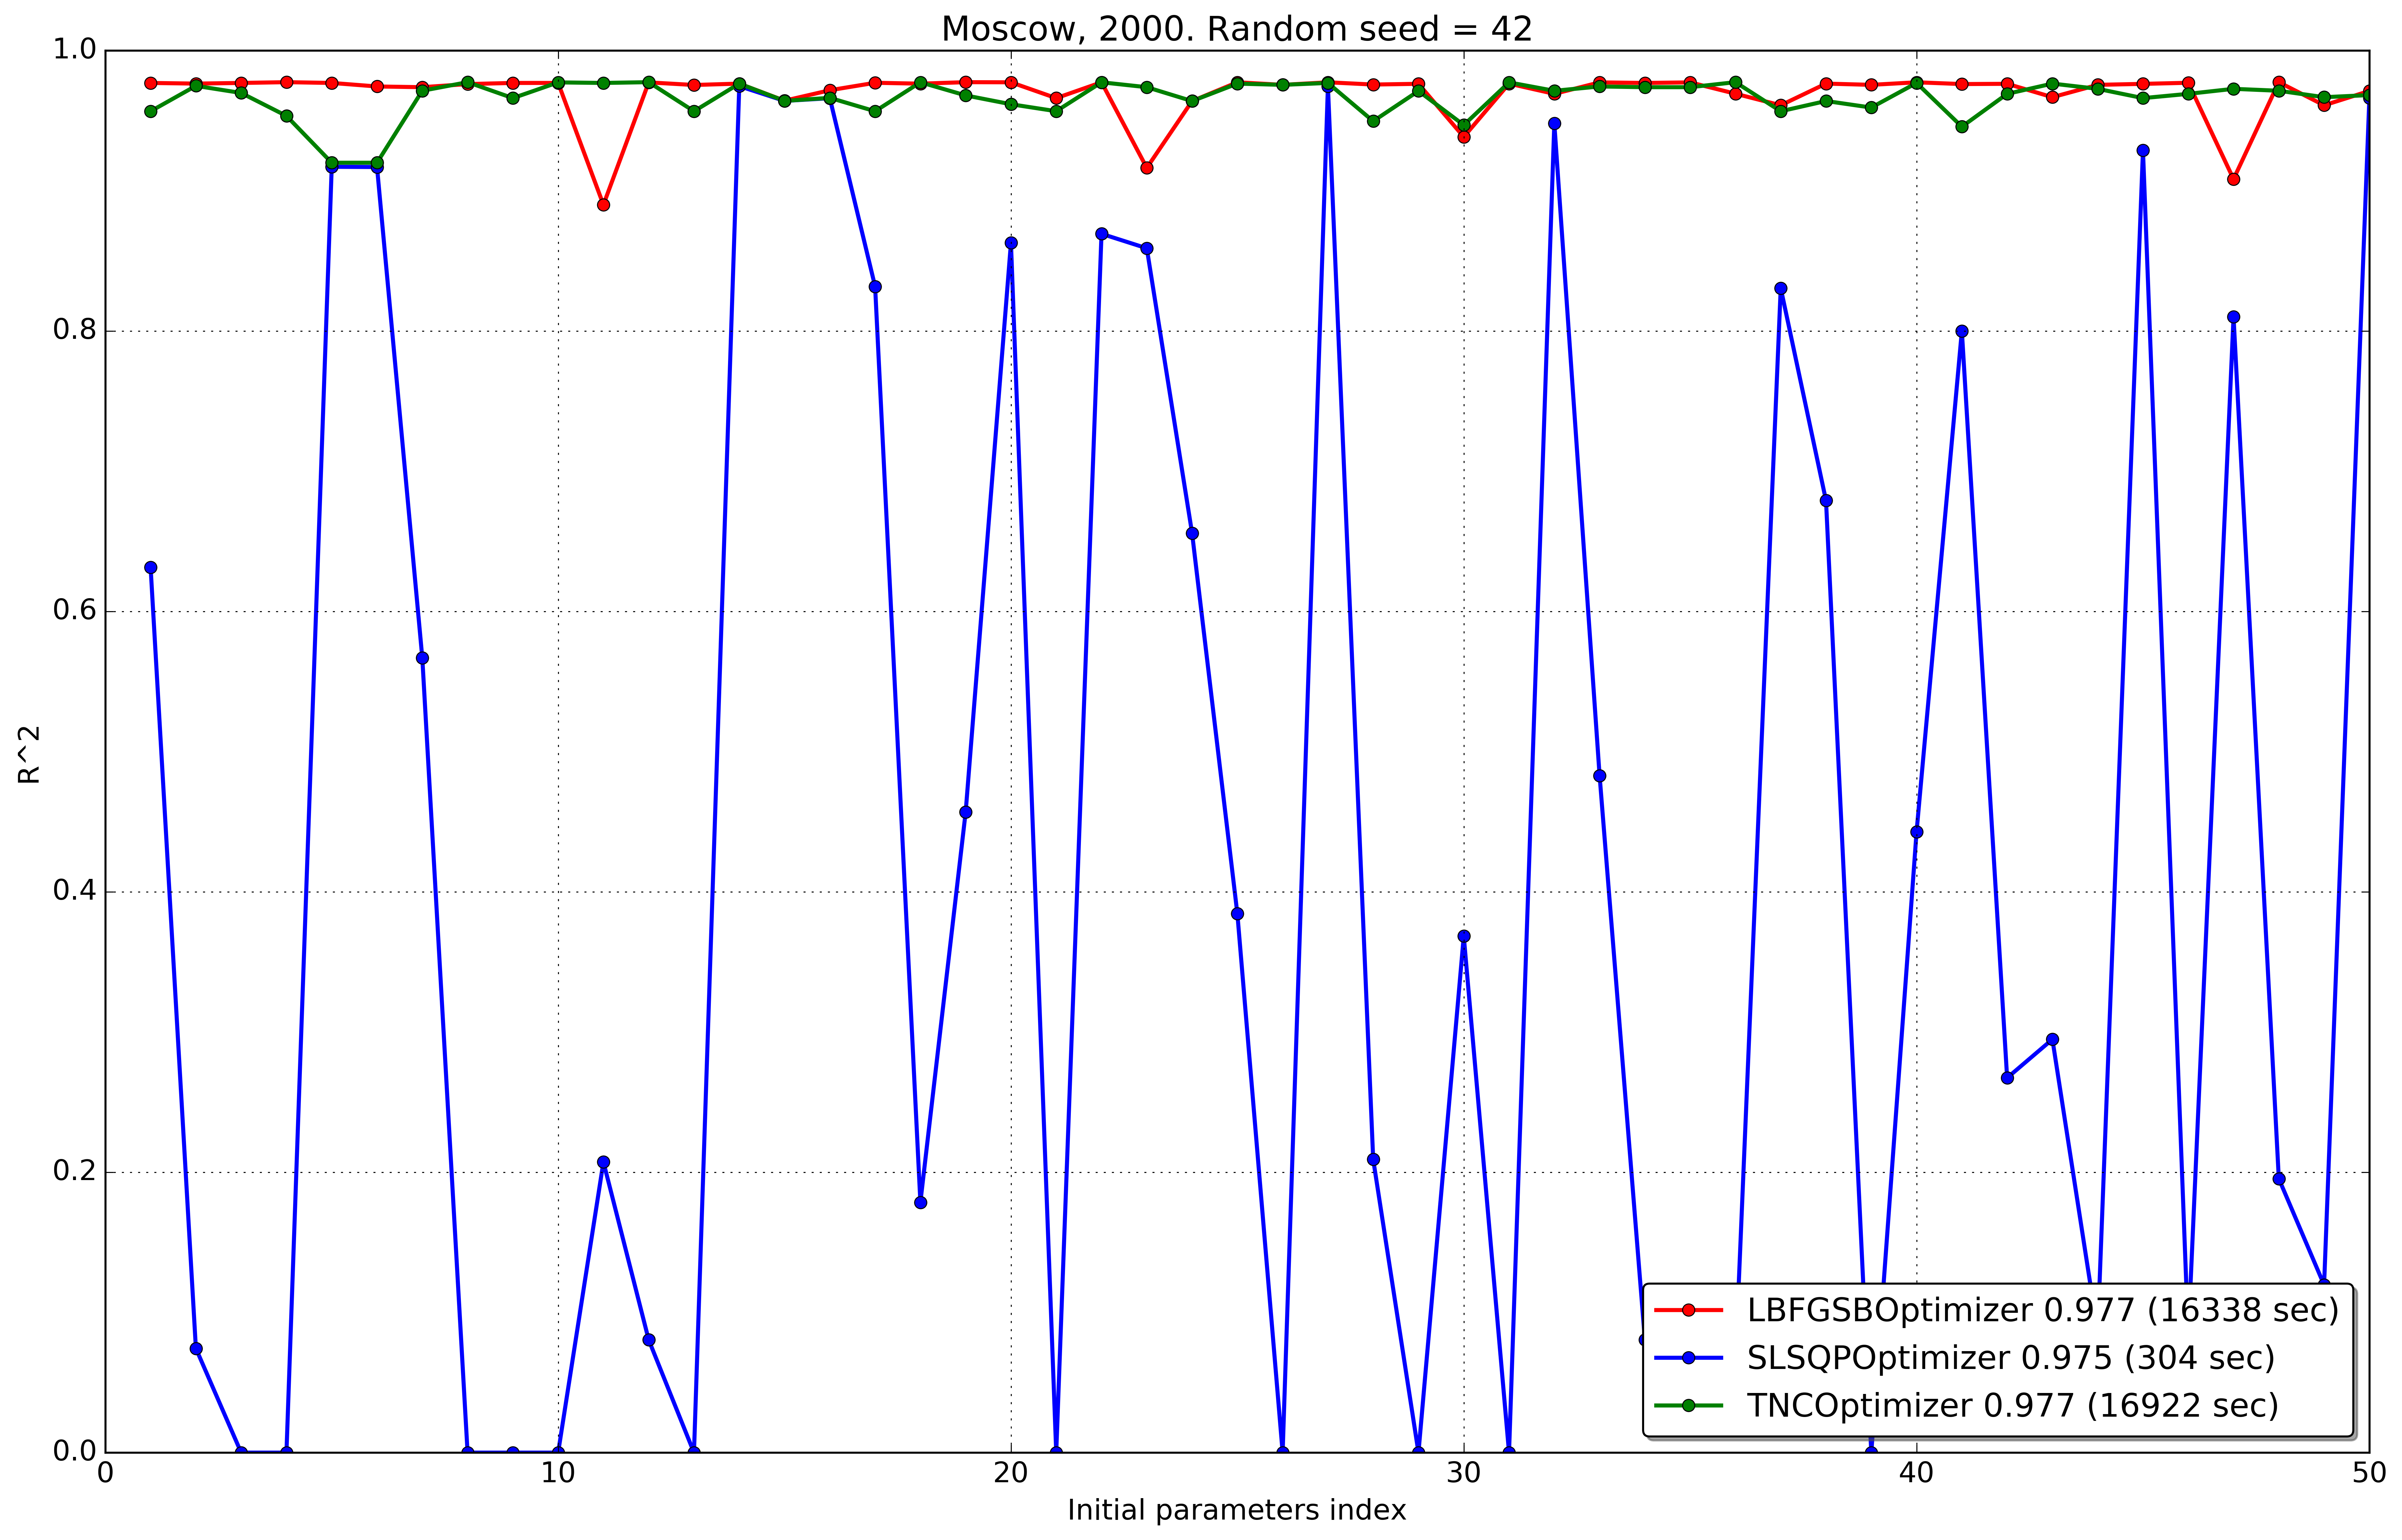 Moscow, 2000. Random seed = 42
1.0
0.8
0.6
0.4
0.2
0.0
R^2
0 10 20 30 40 50
Initial parameters index
LBFGSBOptimizer 0.977 (16338 sec)
SLSQPOptimizer 0.975 (304 sec)
TNCOptimizer 0.977 (16922 sec)